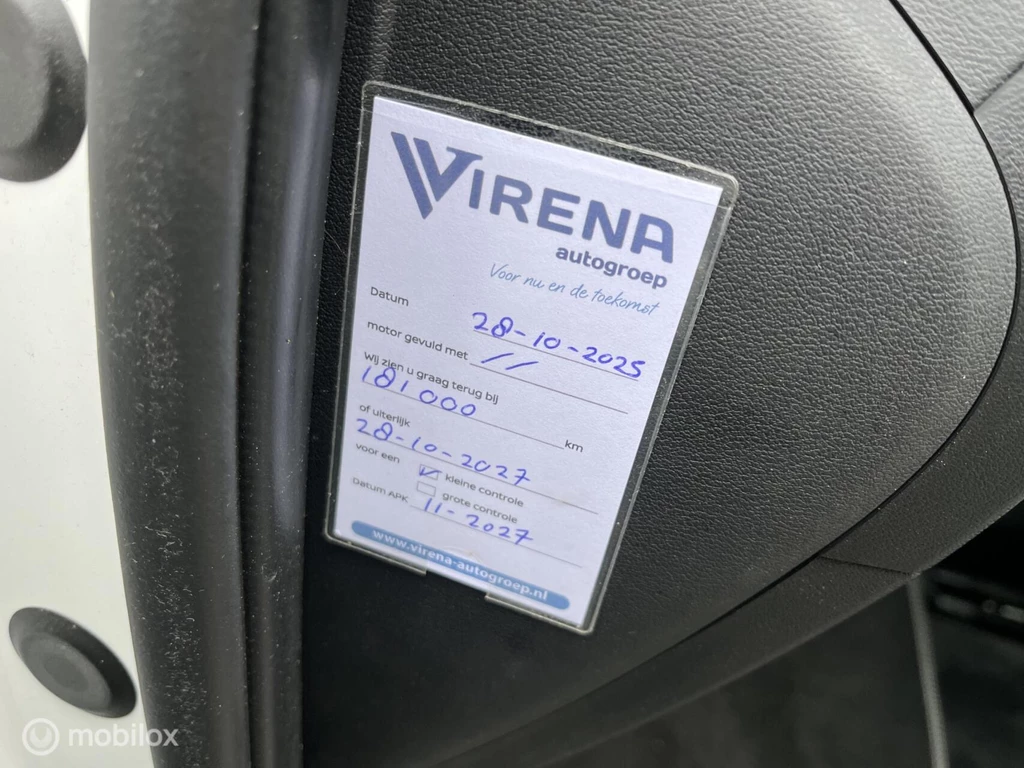 VIRENA
autogroep
Voor nu en de toekomst
Datum 28-10-2025
motor gevuld met //
Wij zien u graag terug bij
181 000 km
of uiterlijk
28-10-2027
voor een ☑ kleine controle
☐ grote controle
Datum APK 11-2027
www.virena-autogroep.nl
mobilox